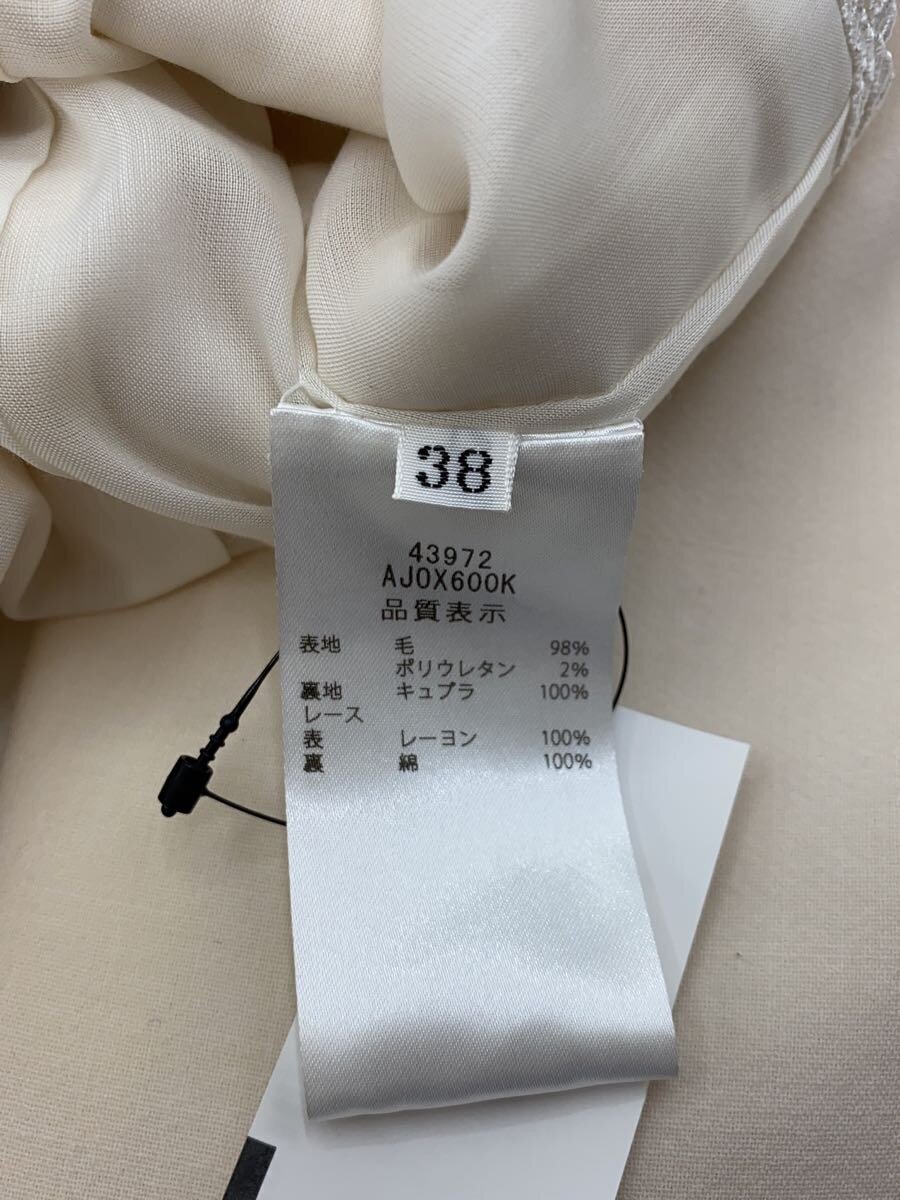 38
43972
AJ0X600K
品質表示
表地 毛 98%
ポリウレタン 2%
裏地 キュプラ 100%
レース
表 レーヨン 100%
裏 綿 100%